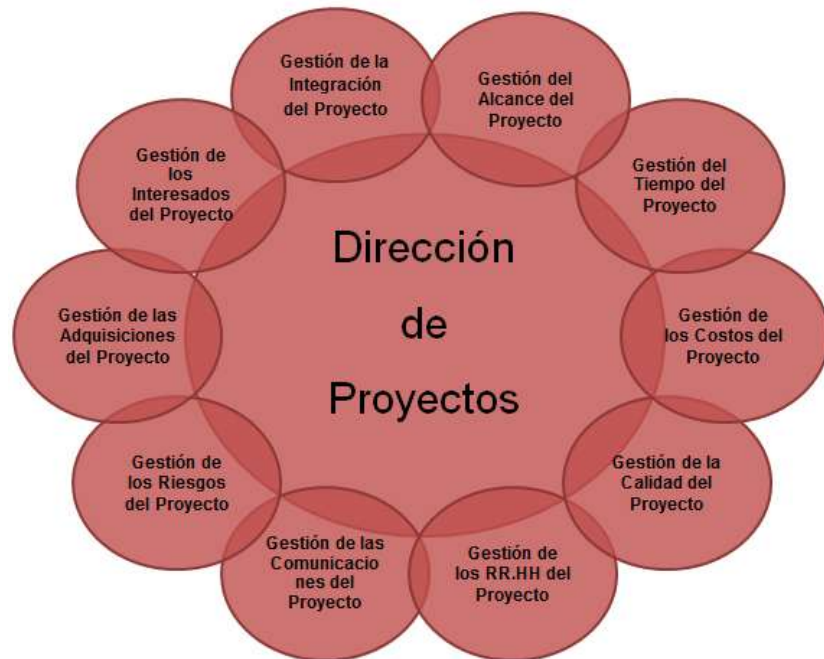 Gestión de la
Integración
del Proyecto
Gestión del
Alcance del
Proyecto
Gestión de
los
Interesados
del Proyecto
Gestión del
Tiempo del
Proyecto
Dirección
de
Proyectos
Gestión de las
Adquisiciones
del Proyecto
Gestión de
los Costos del
Proyecto
Gestión de
los Riesgos
del Proyecto
Gestión de la
Calidad del
Proyecto
Gestión de las
Comunicacio
nes del
Proyecto
Gestión de
los RR.HH del
Proyecto